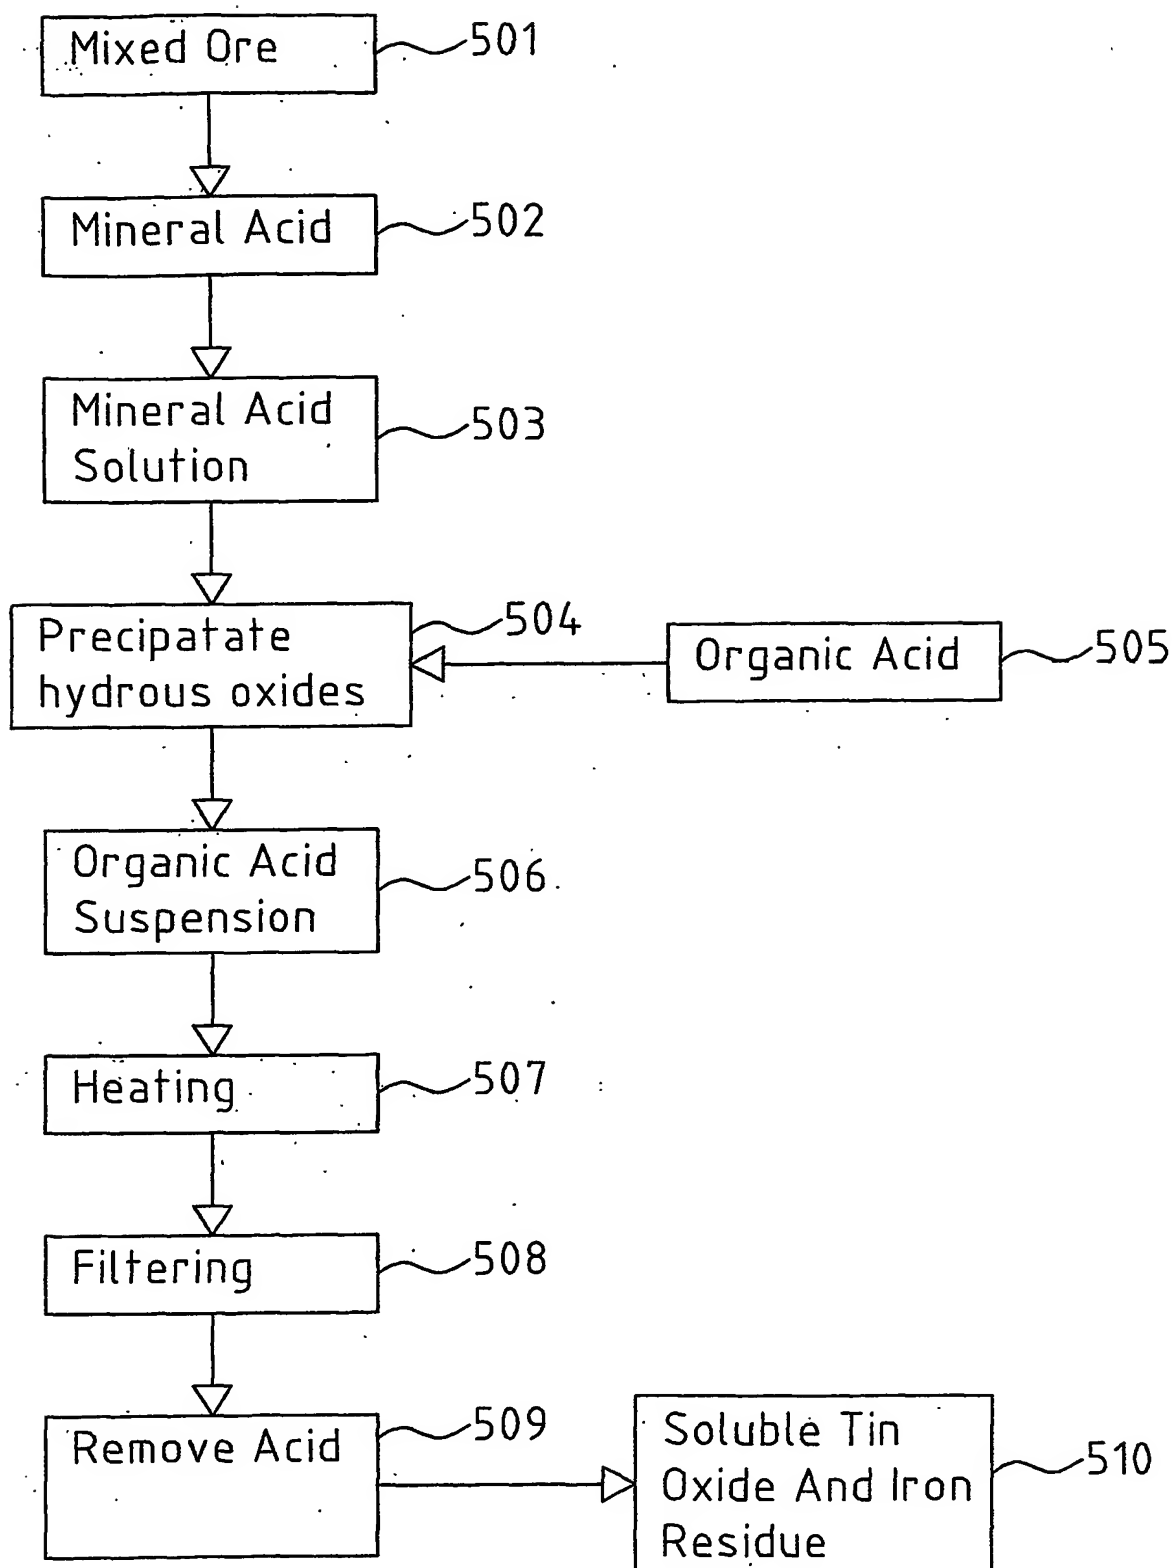 Mixed Ore
501
Mineral Acid
502
Mineral Acid
Solution
503
Precipatate
hydrous oxides
504
Organic Acid
505
Organic Acid
Suspension
506
Heating
507
Filtering
508
Remove Acid
509
Soluble Tin
Oxide And Iron
Residue
510